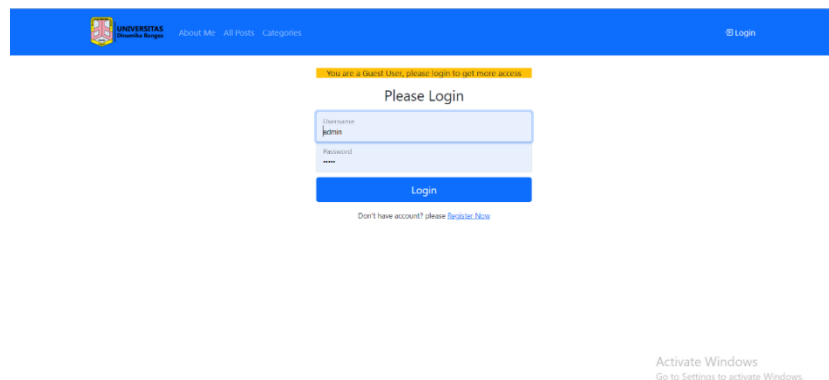 UNIVERSITAS
Dinamika Bangsa
About Me All Posts Categories
Login
You are a Guest User, please login to get more access
Please Login
Username
admin
Password
•••••
Login
Don't have account? please Register Now
Activate Windows
Go to Settings to activate Windows.